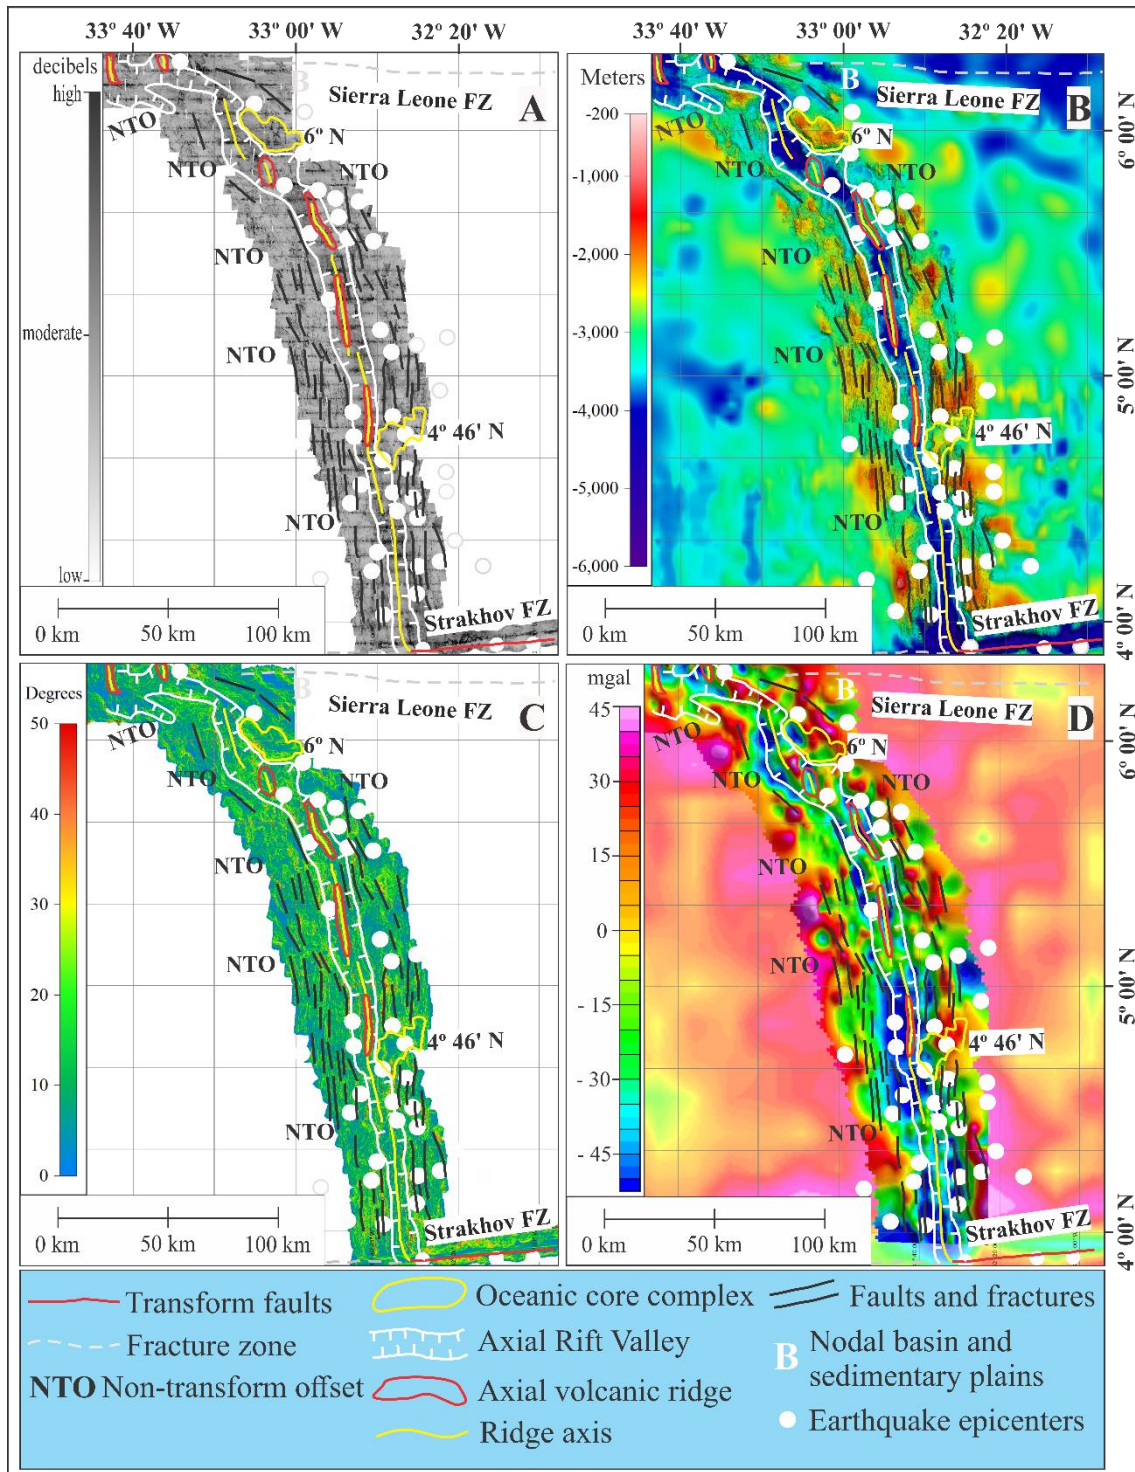 33° 40' W 33° 00' W 32° 20' W
33° 40' W 33° 00' W 32° 20' W
decibels
high
moderate
low
B
Sierra Leone FZ
A
NTO
6° N
NTO
NTO
NTO
NTO
4° 46' N
NTO
Strakhov FZ
0 km 50 km 100 km
Meters
-200
-1,000
-2,000
-3,000
-4,000
-5,000
-6,000
B
Sierra Leone FZ
B
NTO
6° N
NTO
NTO
NTO
NTO
4° 46' N
NTO
Strakhov FZ
0 km 50 km 100 km
6° 00' N
5° 00' N
4° 00' N
Degrees
50
40
30
20
10
0
B
Sierra Leone FZ
C
NTO
6° N
NTO
NTO
NTO
NTO
4° 46' N
NTO
Strakhov FZ
0 km 50 km 100 km
mgal
45
30
15
0
- 15
- 30
- 45
B
Sierra Leone FZ
D
NTO
6° N
NTO
NTO
NTO
NTO
4° 46' N
NTO
Strakhov FZ
0 km 50 km 100 km
6° 00' N
5° 00' N
4° 00' N
Transform faults
Fracture zone
NTO Non-transform offset
Oceanic core complex
Axial Rift Valley
Axial volcanic ridge
Ridge axis
Faults and fractures
B Nodal basin and
sedimentary plains
Earthquake epicenters